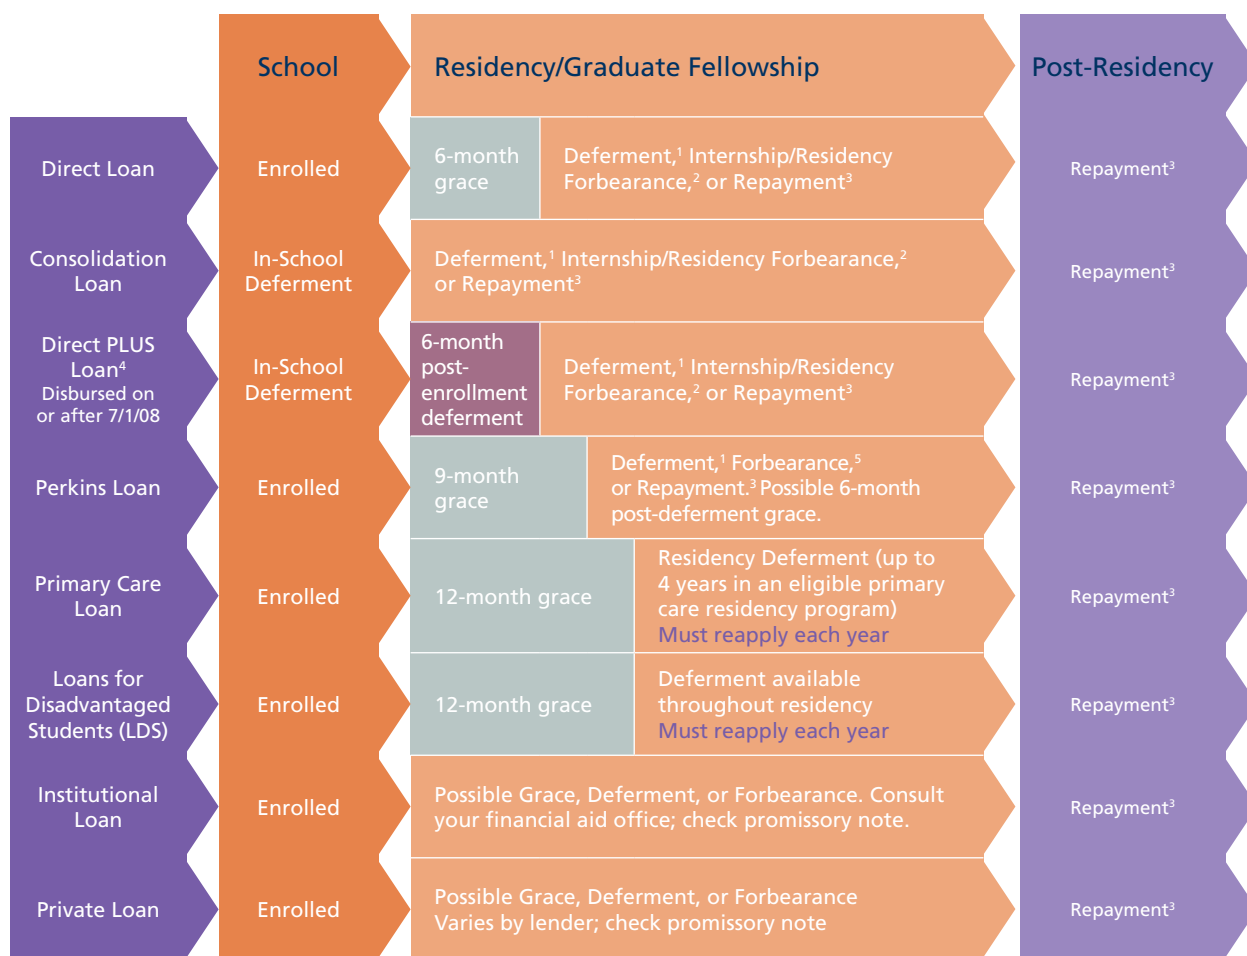 School
Residency/Graduate Fellowship
Post-Residency
Direct Loan
Enrolled
6-month
grace
Deferment,¹ Internship/Residency
Forbearance,² or Repayment³
Repayment³
Consolidation
Loan
In-School
Deferment
Deferment,¹ Internship/Residency Forbearance,²
or Repayment³
Repayment³
Direct PLUS
Loan⁴
Disbursed on
or after 7/1/08
In-School
Deferment
6-month
post-
enrollment
deferment
Deferment,¹ Internship/Residency
Forbearance,² or Repayment³
Repayment³
Perkins Loan
Enrolled
9-month
grace
Deferment,¹ Forbearance,⁵
or Repayment.³ Possible 6-month
post-deferment grace.
Repayment³
Primary Care
Loan
Enrolled
12-month grace
Residency Deferment (up to
4 years in an eligible primary
care residency program)
Must reapply each year
Repayment³
Loans for
Disadvantaged
Students (LDS)
Enrolled
12-month grace
Deferment available
throughout residency
Must reapply each year
Repayment³
Institutional
Loan
Enrolled
Possible Grace, Deferment, or Forbearance. Consult
your financial aid office; check promissory note.
Repayment³
Private Loan
Enrolled
Possible Grace, Deferment, or Forbearance
Varies by lender; check promissory note
Repayment³